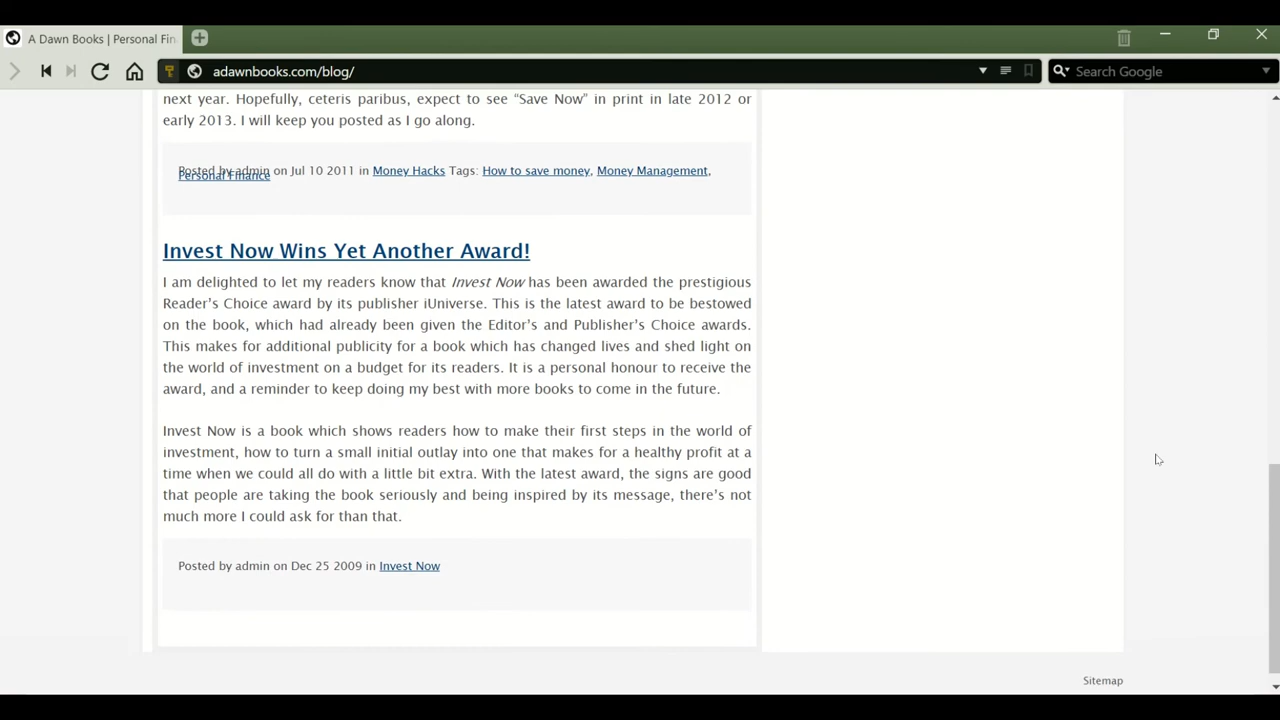 A Dawn Books | Personal Fin
adawnbooks.com/blog/
Search Google
next year. Hopefully, ceteris paribus, expect to see “Save Now” in print in late 2012 or
early 2013. I will keep you posted as I go along.
Posted by admin on Jul 10 2011 in Money Hacks Tags: How to save money, Money Management,
Personal Finance
Invest Now Wins Yet Another Award!
I am delighted to let my readers know that Invest Now has been awarded the prestigious
Reader’s Choice award by its publisher iUniverse. This is the latest award to be bestowed
on the book, which had already been given the Editor’s and Publisher’s Choice awards.
This makes for additional publicity for a book which has changed lives and shed light on
the world of investment on a budget for its readers. It is a personal honour to receive the
award, and a reminder to keep doing my best with more books to come in the future.
Invest Now is a book which shows readers how to make their first steps in the world of
investment, how to turn a small initial outlay into one that makes for a healthy profit at a
time when we could all do with a little bit extra. With the latest award, the signs are good
that people are taking the book seriously and being inspired by its message, there’s not
much more I could ask for than that.
Posted by admin on Dec 25 2009 in Invest Now
Sitemap